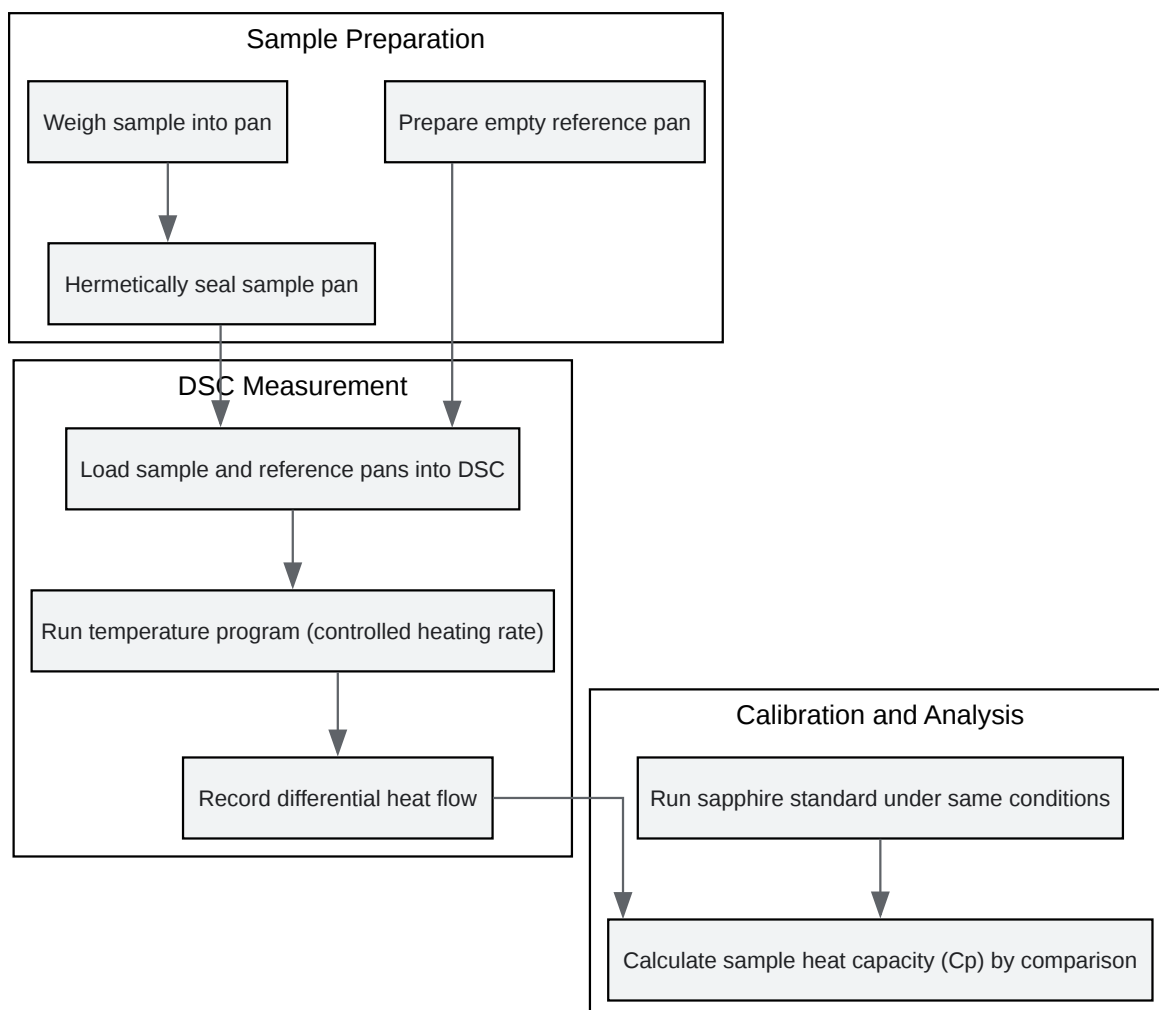 Sample Preparation
Weigh sample into pan
Prepare empty reference pan
Hermetically seal sample pan
DSC Measurement
Load sample and reference pans into DSC
Run temperature program (controlled heating rate)
Record differential heat flow
Calibration and Analysis
Run sapphire standard under same conditions
Calculate sample heat capacity (Cp) by comparison